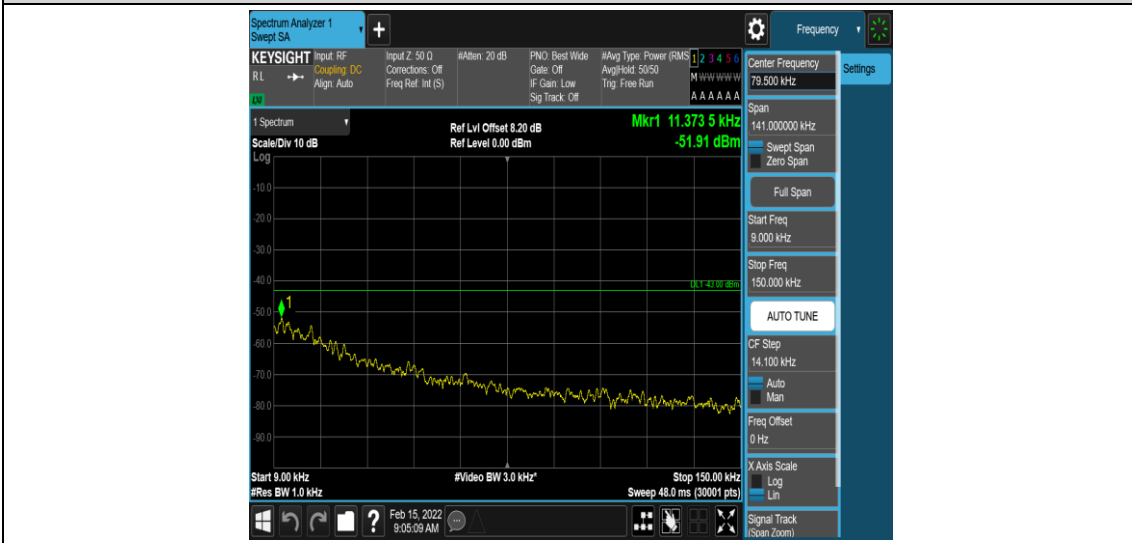 Spectrum Analyzer 1
Swept SA
+
Frequency
KEYSIGHT
RL
LXI
Input: RF
Coupling: DC
Align: Auto
Input Z: 50 Ω
Corrections: Off
Freq Ref: Int (S)
#Atten: 20 dB
PNO: Best Wide
Gate: Off
IF Gain: Low
Sig Track: Off
#Avg Type: Power (RMS
Avg|Hold: 50/50
Trig: Free Run
1 2 3 4 5 6
M W W W W W
A A A A A A
1 Spectrum
Scale/Div 10 dB
Ref Lvl Offset 8.20 dB
Ref Level 0.00 dBm
Mkr1 11.373 5 kHz
-51.91 dBm
Log
-10.0
-20.0
-30.0
-40.0
DL1 -43.00 dBm
1
-50.0
-60.0
-70.0
-80.0
-90.0
Start 9.00 kHz
#Video BW 3.0 kHz*
Stop 150.00 kHz
#Res BW 1.0 kHz
Sweep 48.0 ms (30001 pts)
Feb 15, 2022
9:05:09 AM
?
Center Frequency
79.500 kHz
Settings
Span
141.000000 kHz
Swept Span
Zero Span
Full Span
Start Freq
9.000 kHz
Stop Freq
150.000 kHz
AUTO TUNE
CF Step
14.100 kHz
Auto
Man
Freq Offset
0 Hz
X Axis Scale
Log
Lin
Signal Track
(Span Zoom)